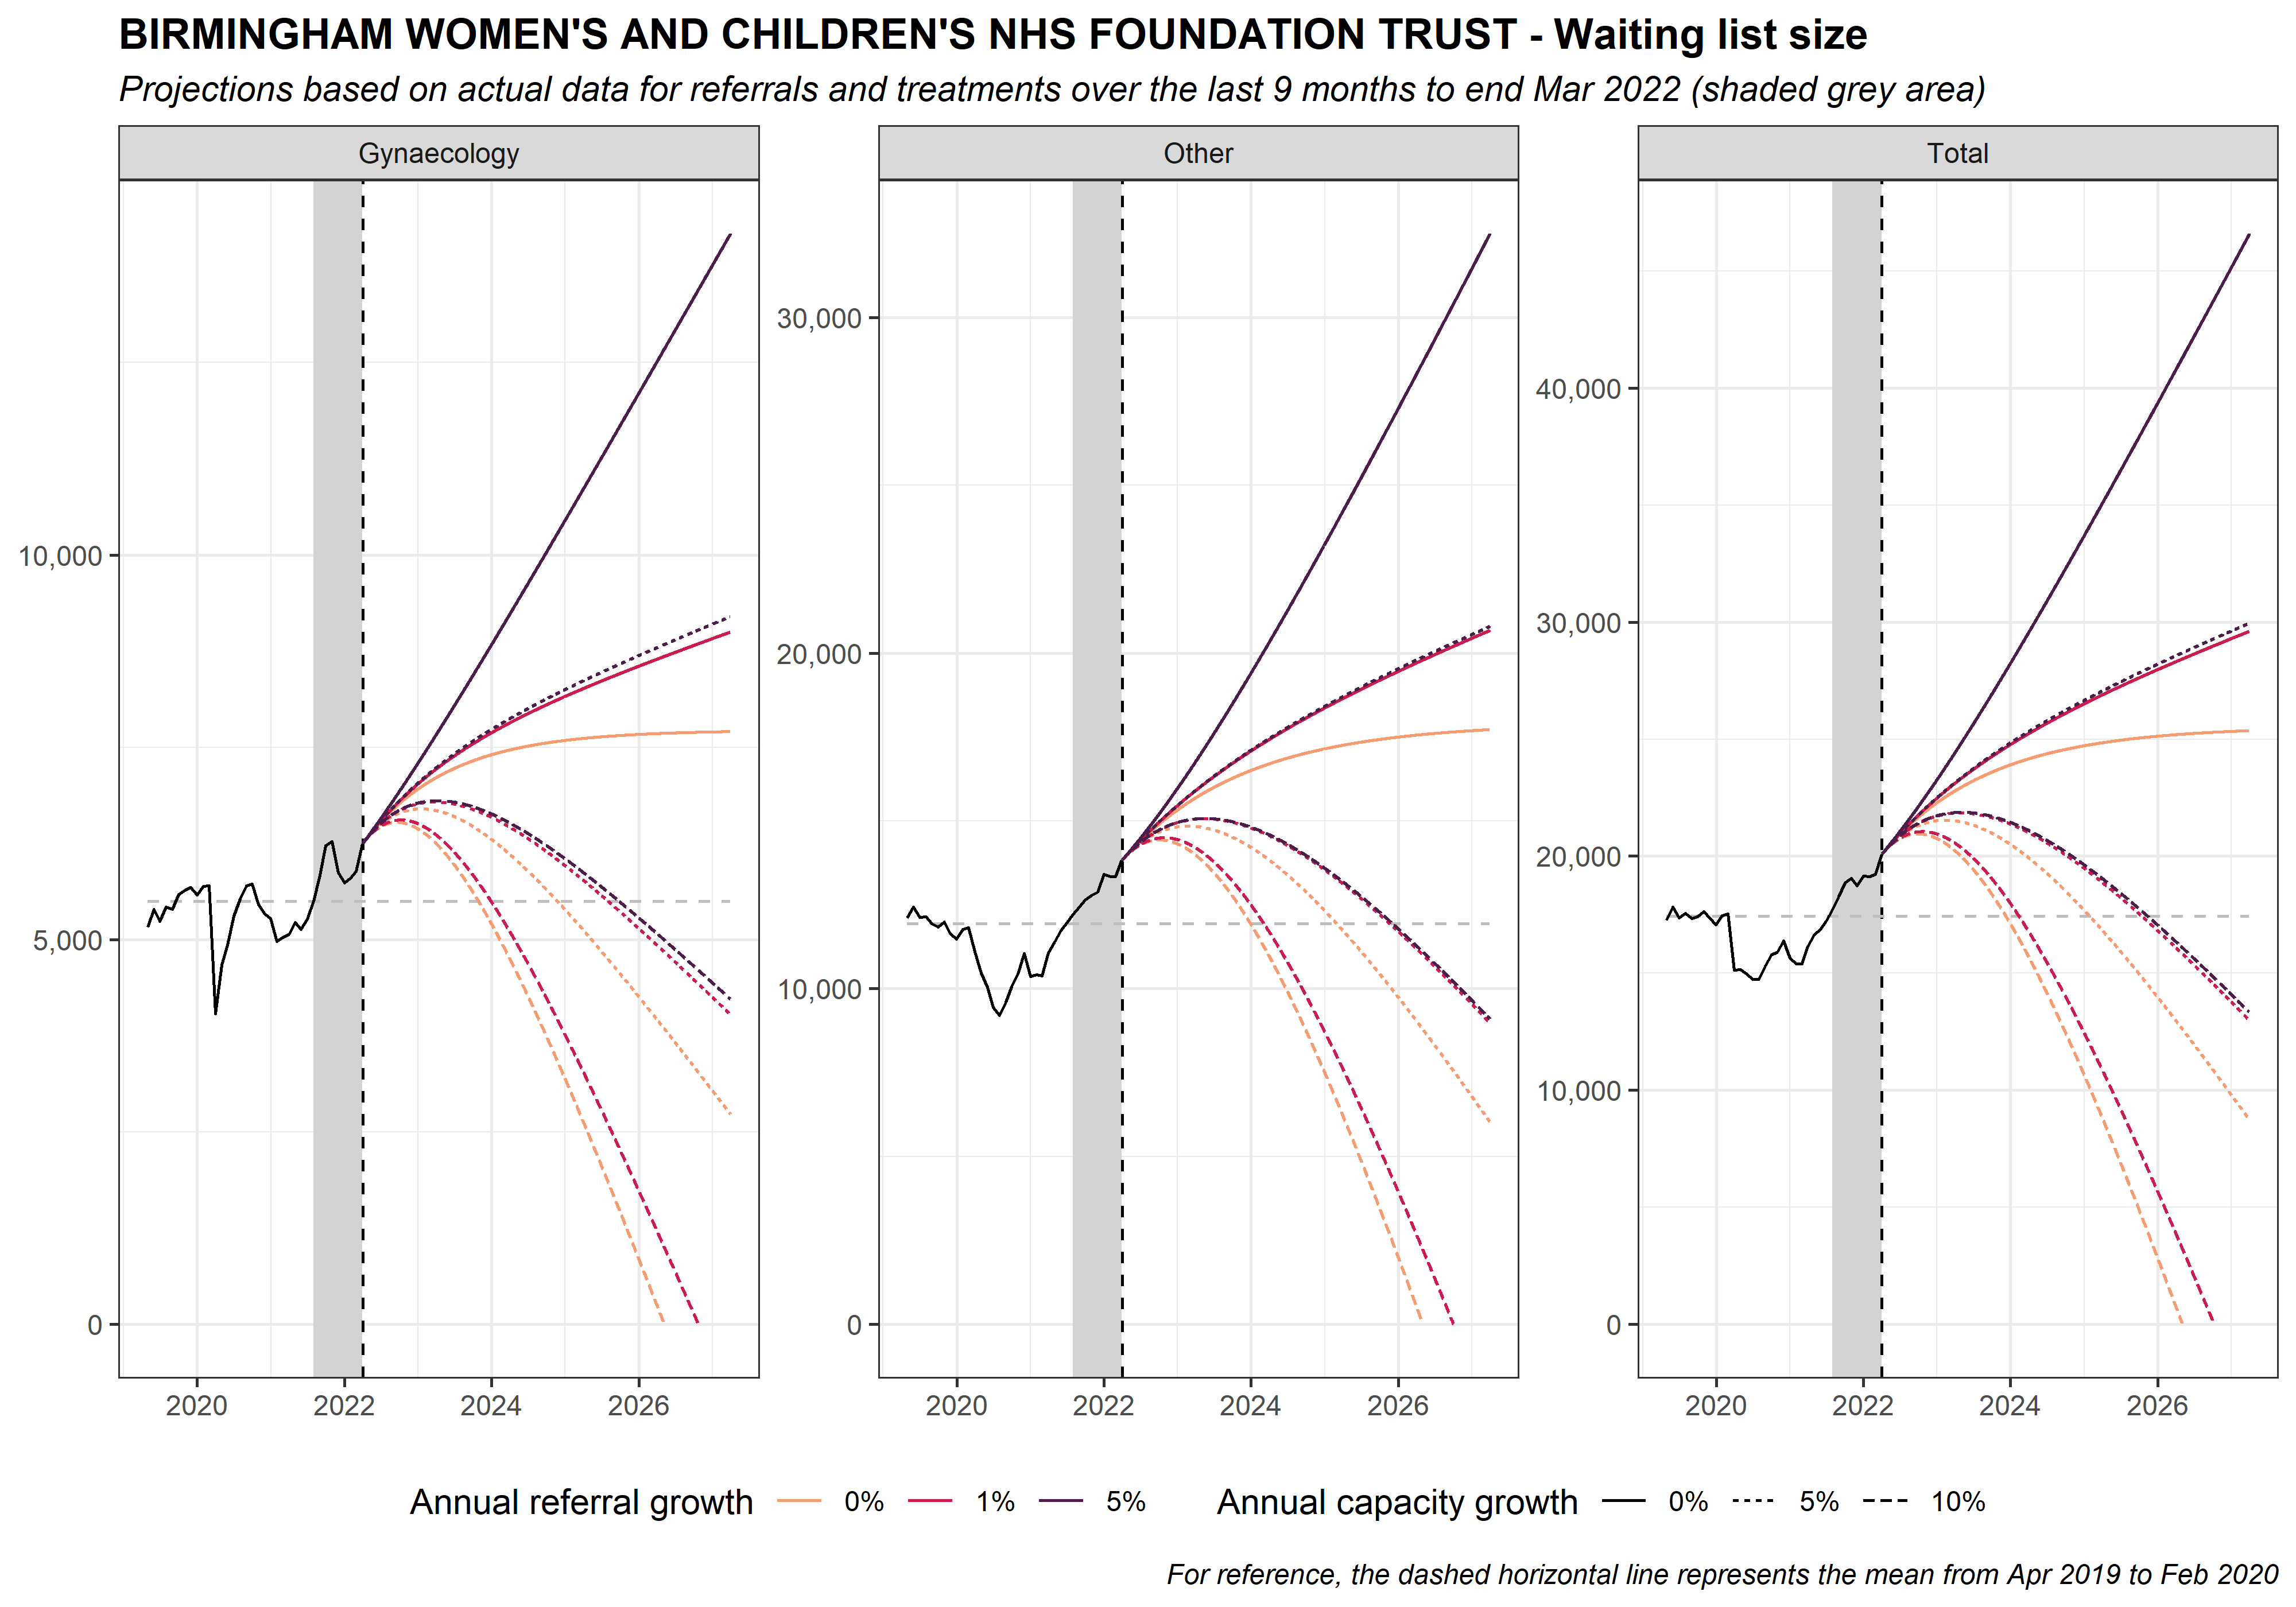 BIRMINGHAM WOMEN'S AND CHILDREN'S NHS FOUNDATION TRUST - Waiting list size
Projections based on actual data for referrals and treatments over the last 9 months to end Mar 2022 (shaded grey area)
Gynaecology
10,000
5,000
0
2020 2022 2024 2026
Other
30,000
20,000
10,000
0
2020 2022 2024 2026
Total
40,000
30,000
20,000
10,000
0
2020 2022 2024 2026
Annual referral growth 0% 1% 5% Annual capacity growth 0% 5% 10%
For reference, the dashed horizontal line represents the mean from Apr 2019 to Feb 2020